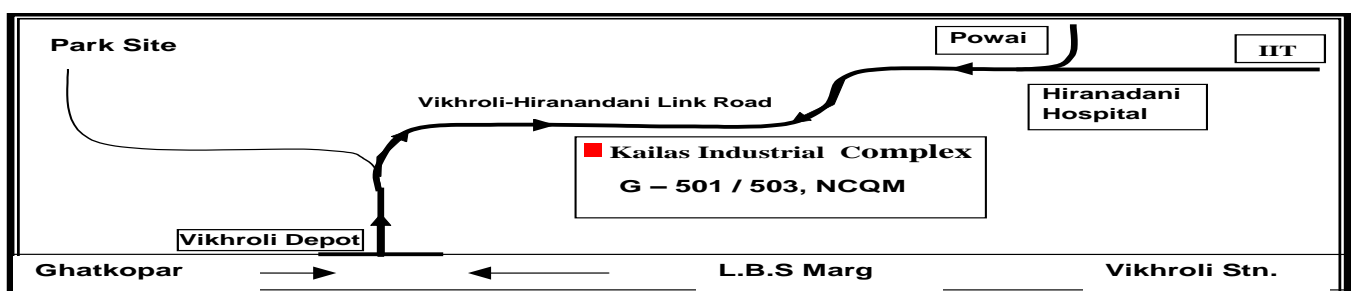 Park Site
Powai
IIT
Hiranadani
Hospital
Vikhroli-Hiranandani Link Road
Kailas Industrial Complex
G – 501 / 503, NCQM
Vikhroli Depot
Ghatkopar
L.B.S Marg
Vikhroli Stn.